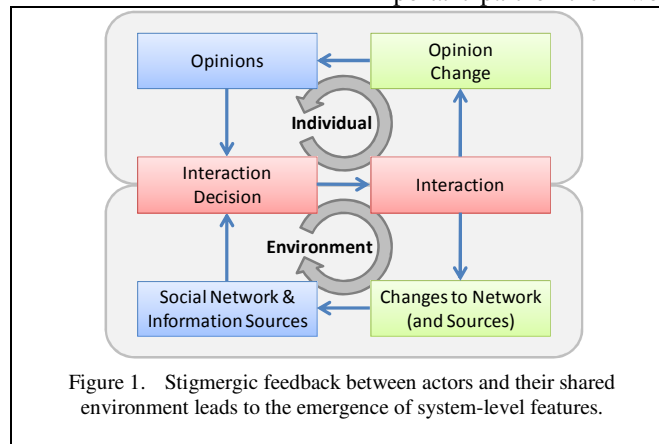 Opinions
Opinion
Change
Individual
Interaction
Decision
Interaction
Environment
Social Network &
Information Sources
Changes to Network
(and Sources)
Figure 1. Stigmergic feedback between actors and their shared
environment leads to the emergence of system-level features.